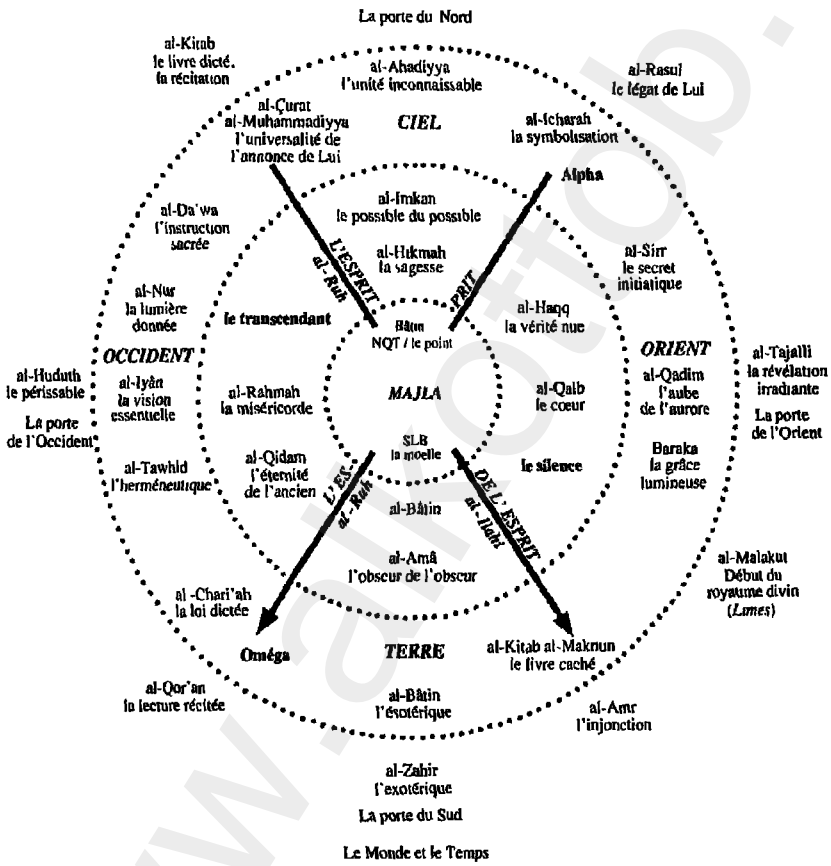 La porte du Nord
al-Kitab
le livre dicté,
la récitation
al-Ahadiyya
l'unité inconnaissable
al-Rasul
le légat de Lui
al-Çurat
al-Muhammadiyya
l'universalité de
l'annonce de Lui
CIEL
al-Icharah
la symbolisation
Alpha
al-Da'wa
l'instruction
sacrée
al-Imkan
le possible du possible
al-Hikmah
la sagesse
L'ESPRIT
al-Ruh
PRIT
al-Sirr
le secret
initiatique
al-Nur
la lumière
donnée
le transcendant
Bâtin
NQT / le point
al-Haqq
la vérité nue
OCCIDENT
ORIENT
al-Huduth
le périssable
al-Iyân
la vision
essentielle
al-Rahmah
la miséricorde
MAJLA
al-Qalb
le cœur
al-Qadim
l'aube
de l'aurore
al-Tajalli
la révélation
irradiante
La porte
de l'Occident
La porte
de l'Orient
al-Tawhid
l'herméneutique
al-Qidam
l'éternité
de l'ancien
SLB
la moelle
le silence
Baraka
la grâce
lumineuse
L'ES
al-Ruh
DE L'ESPRIT
al-Ilahi
al-Bâtin
al-Amâ
l'obscur de l'obscur
al-Malakut
Début du
royaume divin
(Limes)
al-Chari'ah
la loi dictée
Oméga
TERRE
al-Kitab al-Maknun
le livre caché
al-Qor'an
la lecture récitée
al-Bâtin
l'ésotérique
al-Amr
l'injonction
al-Zahir
l'exotérique
La porte du Sud
Le Monde et le Temps
www.alkottob.